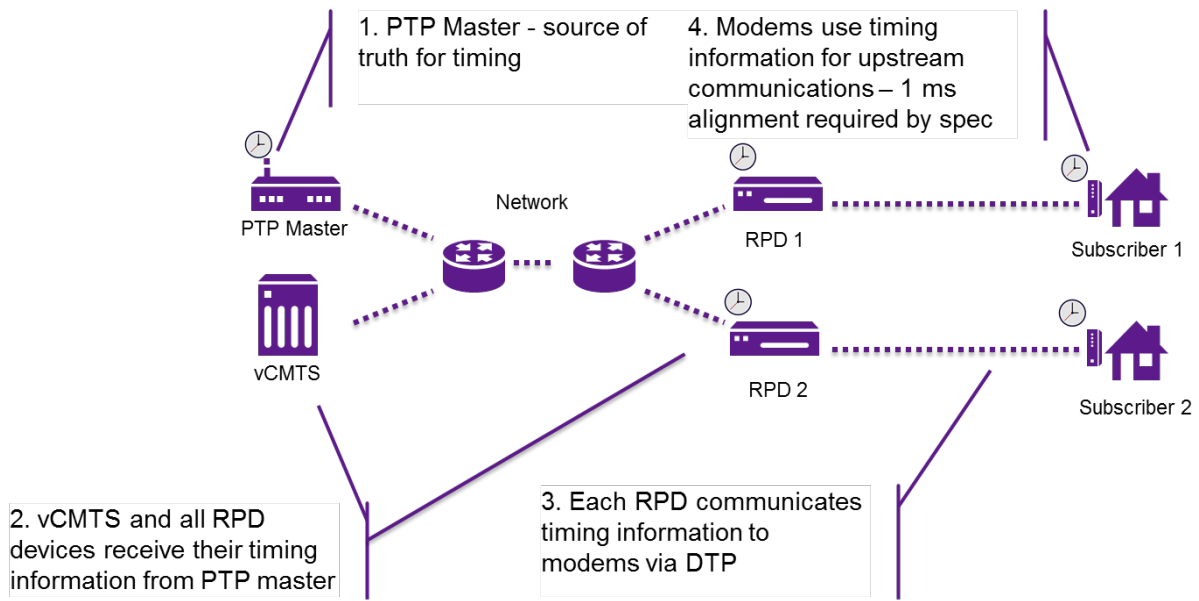 1. PTP Master - source of
truth for timing
4. Modems use timing
information for upstream
communications – 1 ms
alignment required by spec
PTP Master
Network
RPD 1
Subscriber 1
vCMTS
RPD 2
Subscriber 2
2. vCMTS and all RPD
devices receive their timing
information from PTP master
3. Each RPD communicates
timing information to
modems via DTP